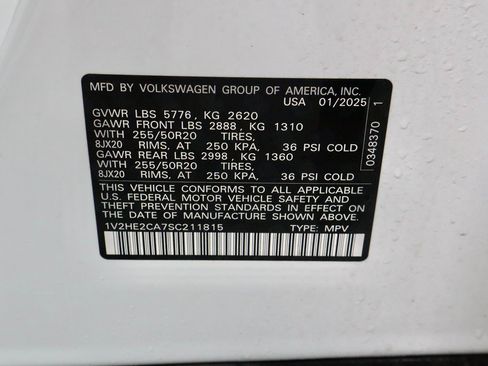 MFD BY VOLKSWAGEN GROUP OF AMERICA, INC.
USA 01/2025
GVWR LBS 5776, KG 2620
GAWR FRONT LBS 2888, KG 1310
WITH 255/50R20 TIRES,
8JX20 RIMS, AT 250 KPA, 36 PSI COLD
GAWR REAR LBS 2998, KG 1360
WITH 255/50R20 TIRES,
8JX20 RIMS, AT 250 KPA, 36 PSI COLD
THIS VEHICLE CONFORMS TO ALL APPLICABLE
U.S. FEDERAL MOTOR VEHICLE SAFETY AND
THEFT PREVENTION STANDARDS IN EFFECT ON
THE DATE OF MANUFACTURE SHOWN ABOVE.
1V2HE2CA7SC211815 TYPE: MPV
0348370 1